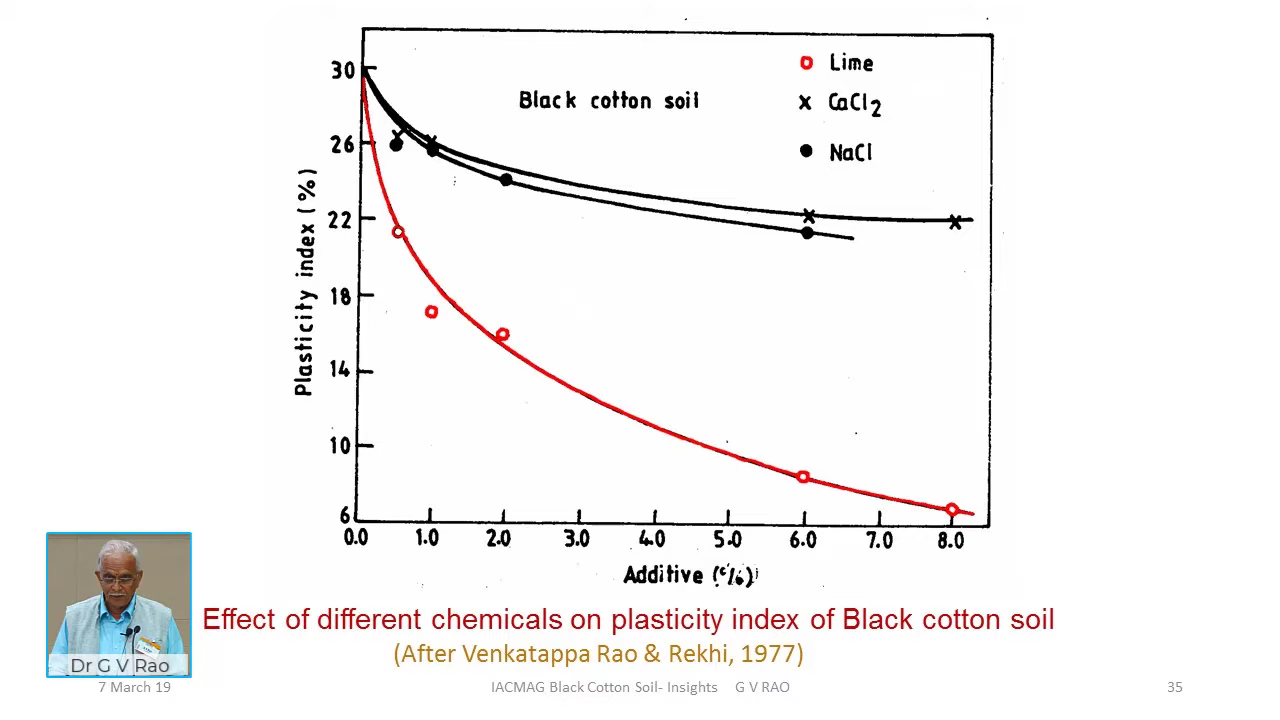 Lime
CaCl2
NaCl
Black cotton soil
Plasticity index (%)
30
26
22
18
14
10
6
0.0 1.0 2.0 3.0 4.0 5.0 6.0 7.0 8.0
Additive (%)
Effect of different chemicals on plasticity index of Black cotton soil
(After Venkatappa Rao & Rekhi, 1977)
Dr G V Rao
7 March 19 IACMAG Black Cotton Soil- Insights G V RAO 35